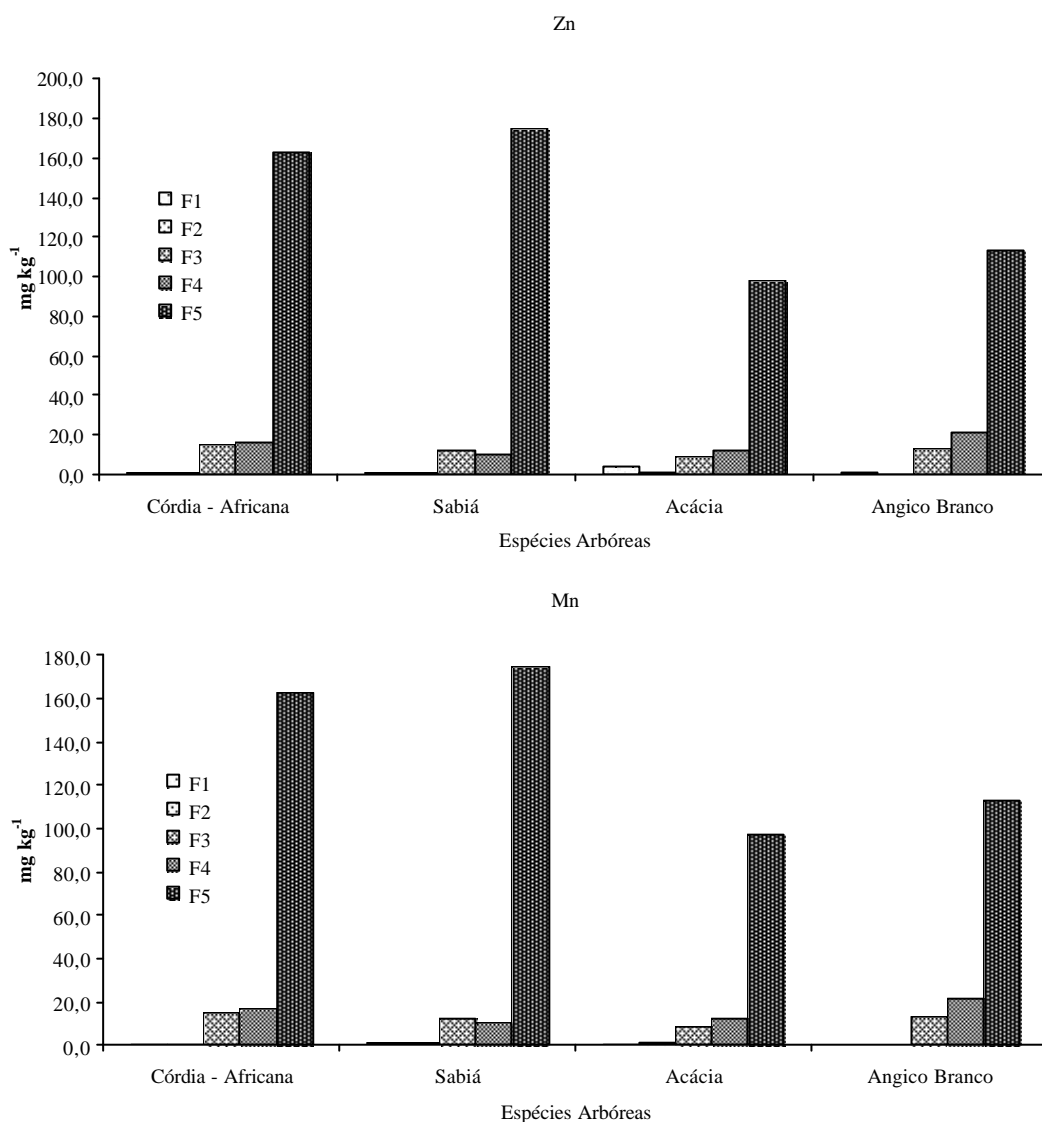 Zn
200,0
180,0
160,0
140,0
120,0
100,0
80,0
60,0
40,0
20,0
0,0
mg kg-1
F1
F2
F3
F4
F5
Córdia - Africana Sabiá Acácia Angico Branco
Espécies Arbóreas
Mn
180,0
160,0
140,0
120,0
100,0
80,0
60,0
40,0
20,0
0,0
mg kg-1
F1
F2
F3
F4
F5
Córdia - Africana Sabiá Acácia Angico Branco
Espécies Arbóreas